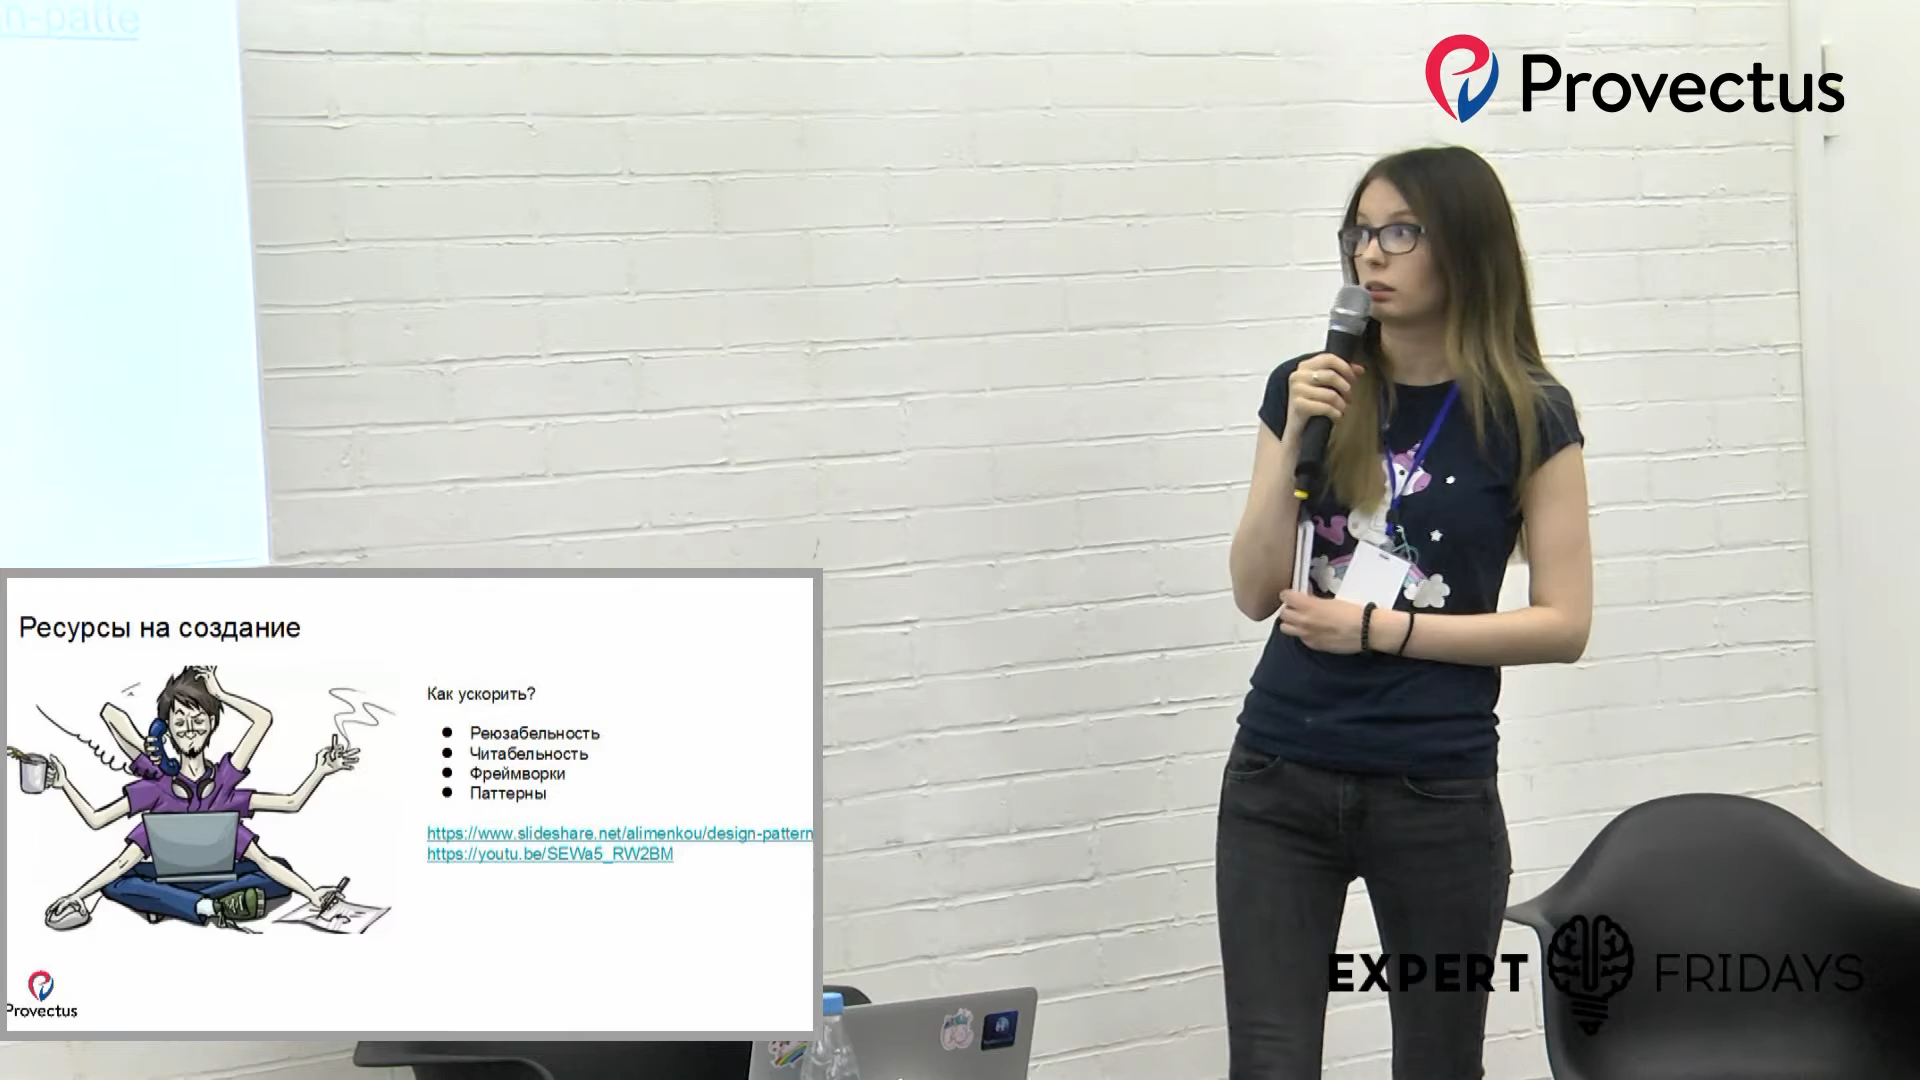 n-patte
Provectus
Ресурсы на создание
Как ускорить?
● Реюзабельность
● Читабельность
● Фреймворки
● Паттерны
https://www.slideshare.net/alimenkou/design-pattern
https://youtu.be/SEWa5_RW2BM
Provectus
EXPERT FRIDAYS